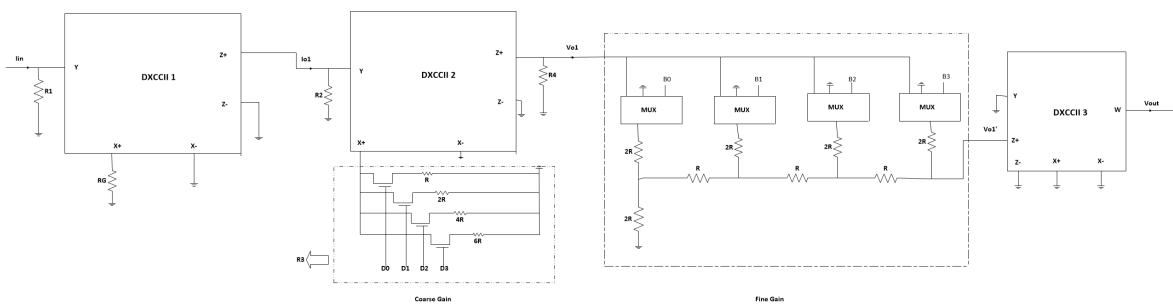 Iin
R1
Y
DXCCII 1
Z+
Z-
X+
X-
RG
Io1
R2
Y
DXCCII 2
Z+
Z-
X+
X-
Vo1
R4
R3
R
2R
4R
6R
D0 D1 D2 D3
Coarse Gain
B0 B1 B2 B3
MUX MUX MUX MUX
2R 2R 2R 2R
R R R
2R
Fine Gain
Vo1'
Y
DXCCII 3
W
Z+
Z-
X+
X-
Vout